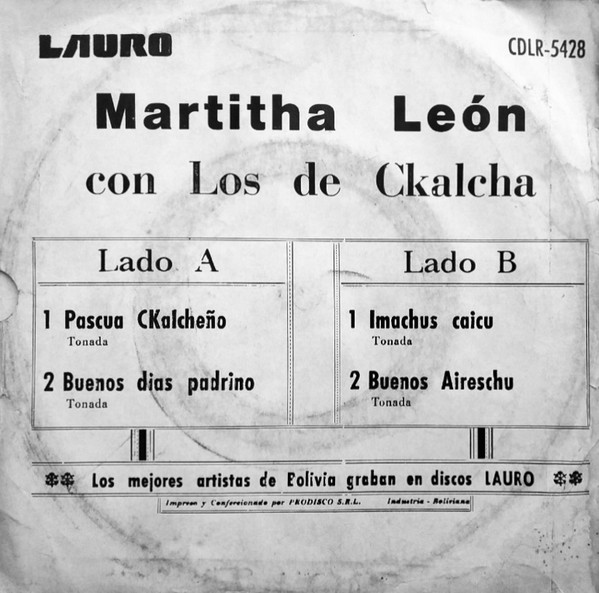 LAURO CDLR-5428
Martitha León
con Los de Ckalcha
Lado A
1 Pascua CKalcheño
Tonada
2 Buenos dias padrino
Tonada
Lado B
1 Imachus caicu
Tonada
2 Buenos Aireschu
Tonada
Los mejores artistas de Bolivia graban en discos LAURO
Impreso y Confeccionado por PRODISCO S.R.L. Industria - Boliviana